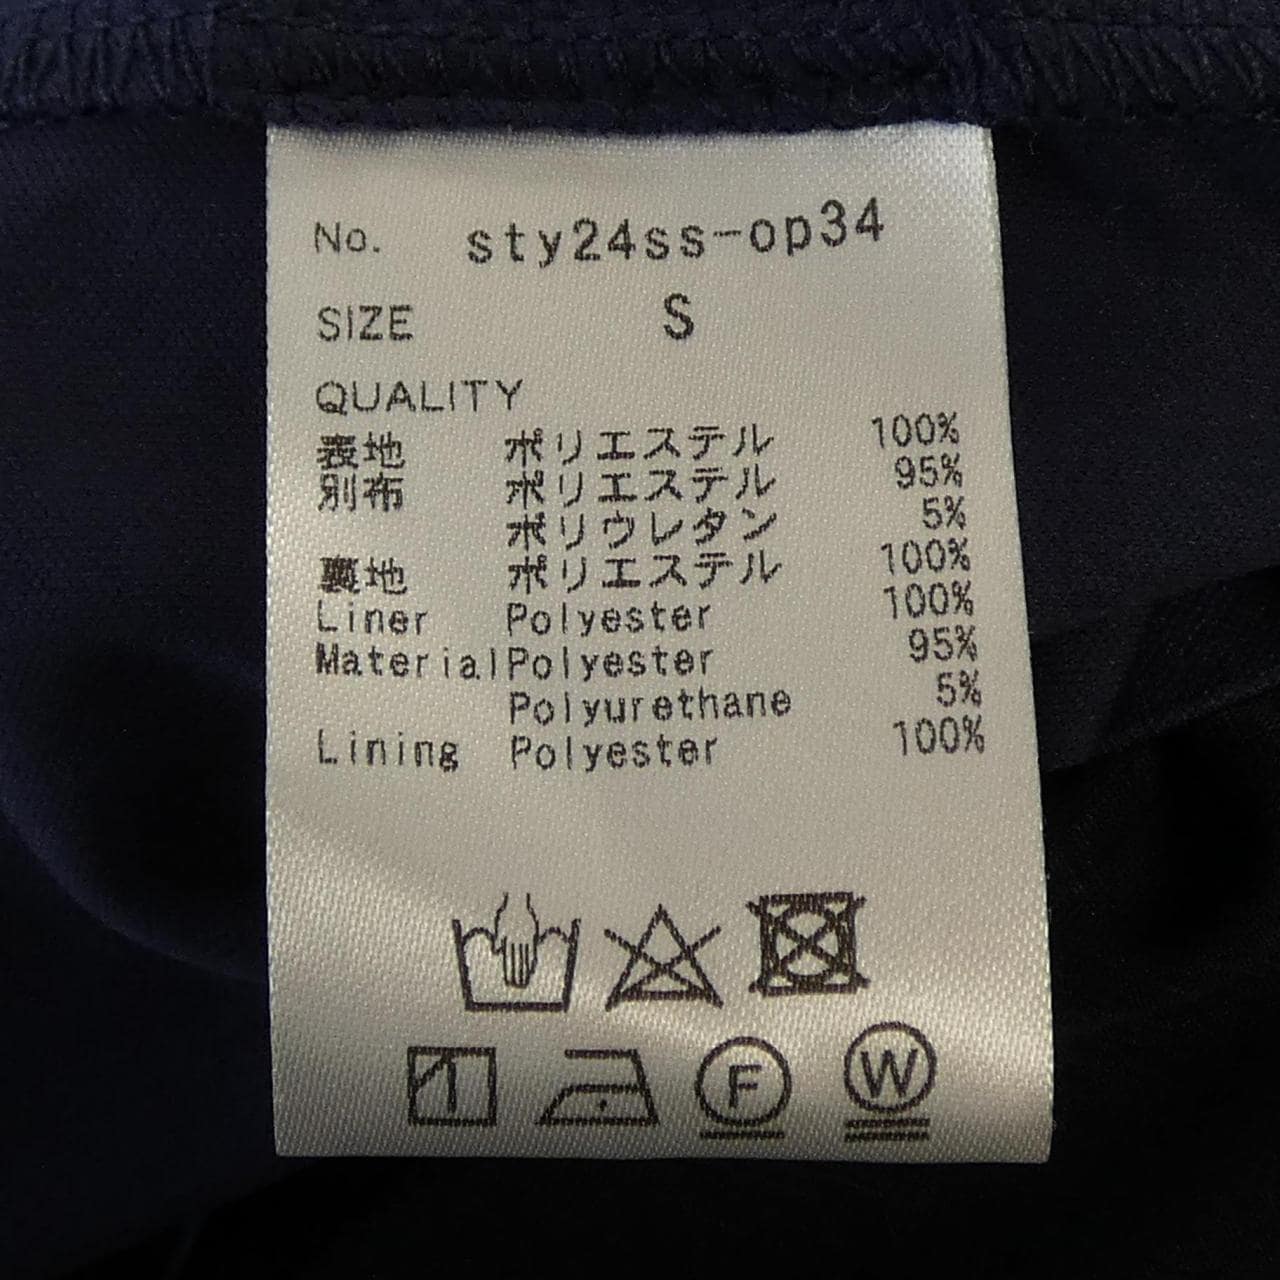 No. sty24ss-op34
SIZE S
QUALITY
表地 ポリエステル 100%
別布 ポリエステル 95%
ポリウレタン 5%
裏地 ポリエステル 100%
Liner Polyester 100%
Material Polyester 95%
Polyurethane 5%
Lining Polyester 100%
F W